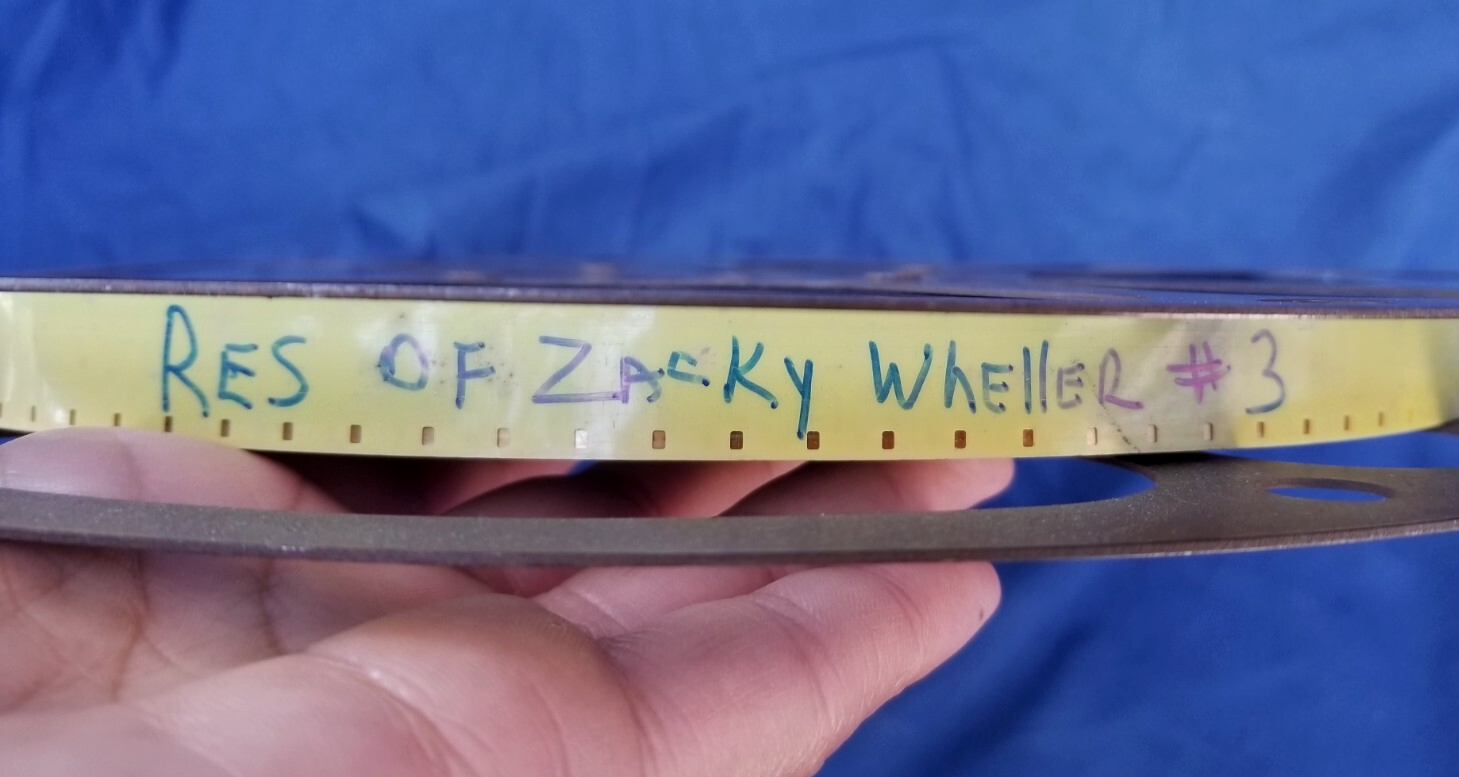 RES OF ZACKY WhEllER #3